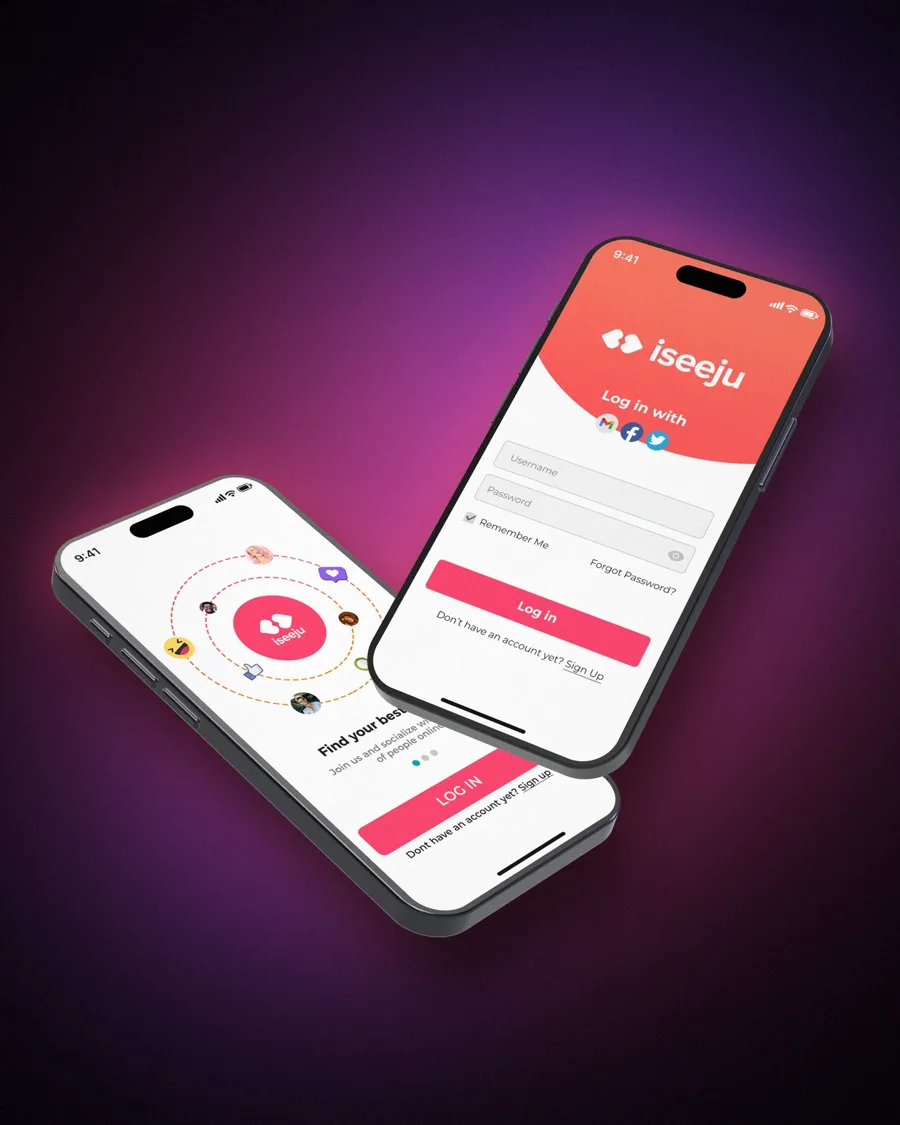 9:41
iseeju
Log in with
Username
Password
Remember Me
Forgot Password?
Log in
Don't have an account yet? Sign Up
9:41
iseeju
Find your best
Join us and socialize
of people online
LOG IN
Dont have an account yet? Sign up